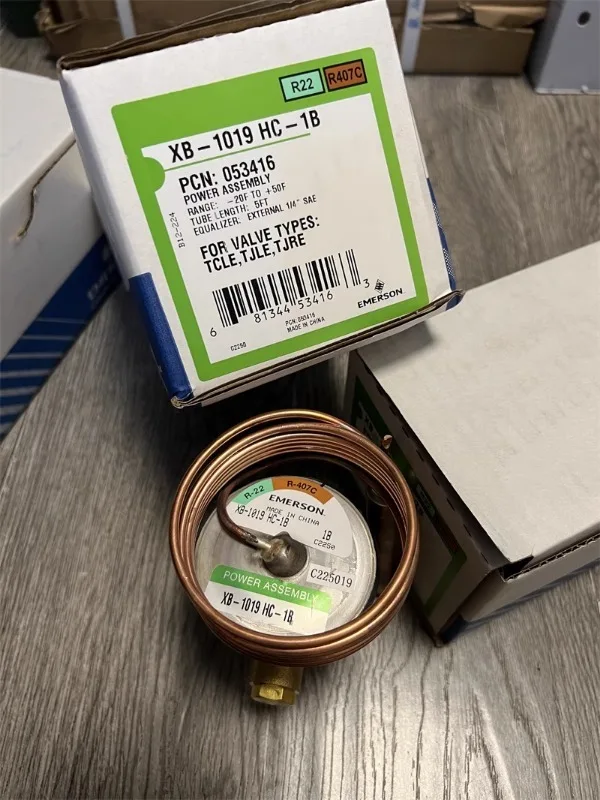 R22 R407C
XB-1019 HC-1B
PCN: 053416
POWER ASSEMBLY
RANGE: -20F TO +50F
TUBE LENGTH: 5FT
EQUALIZER: EXTERNAL 1/4" SAE
812-224
FOR VALVE TYPES:
TCLE,TJLE,TJRE
6 81344 53416 3
EMERSON
PCN.053416
MADE IN CHINA
C2250
R-22 R-407C
EMERSON
MADE IN CHINA
XB-1019 HC-1B
1B
C2250
C225019
POWER ASSEMBLY
XB-1019 HC-1B